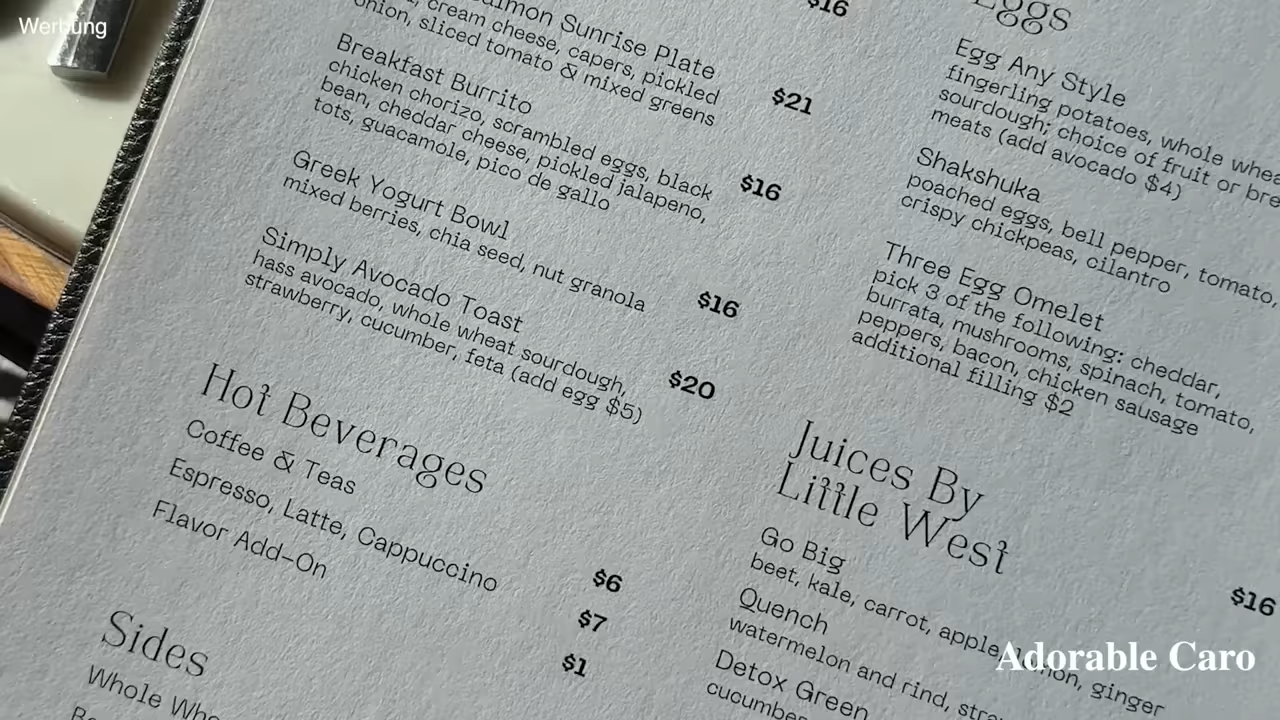 Werbung
Salmon Sunrise Plate
$16
cream cheese, capers, pickled
onion, sliced tomato & mixed greens
$21
Breakfast Burrito
chicken chorizo, scrambled eggs, black
bean, cheddar cheese, pickled jalapeno,
tots, guacamole, pico de gallo
$16
Greek Yogurt Bowl
mixed berries, chia seed, nut granola
$16
Simply Avocado Toast
hass avocado, whole wheat sourdough,
strawberry, cucumber, feta (add egg $5)
$20
Hot Beverages
Coffee & Teas
$6
Espresso, Latte, Cappuccino
$7
Flavor Add-On
$1
Sides
Whole
Eggs
Egg Any Style
fingerling potatoes, whole
sourdough; choice of fruit or
meats (add avocado $4)
Shakshuka
poached eggs, bell pepper, tomato,
crispy chickpeas, cilantro
Three Egg Omelet
pick 3 of the following: cheddar,
burrata, mushrooms, spinach, tomato,
peppers, bacon, chicken sausage
additional filling $2
Juices By
Little West
Go Big
$16
beet, kale, carrot, apple, ginger
Quench
watermelon and rind,
Detox Green
Adorable Caro